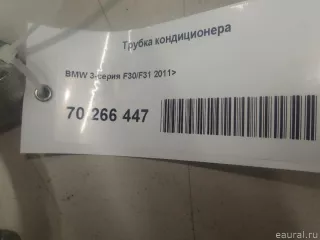 Трубка кондиционера
BMW 3-серия F30/F31 2011>
70 266 447
eaural.ru